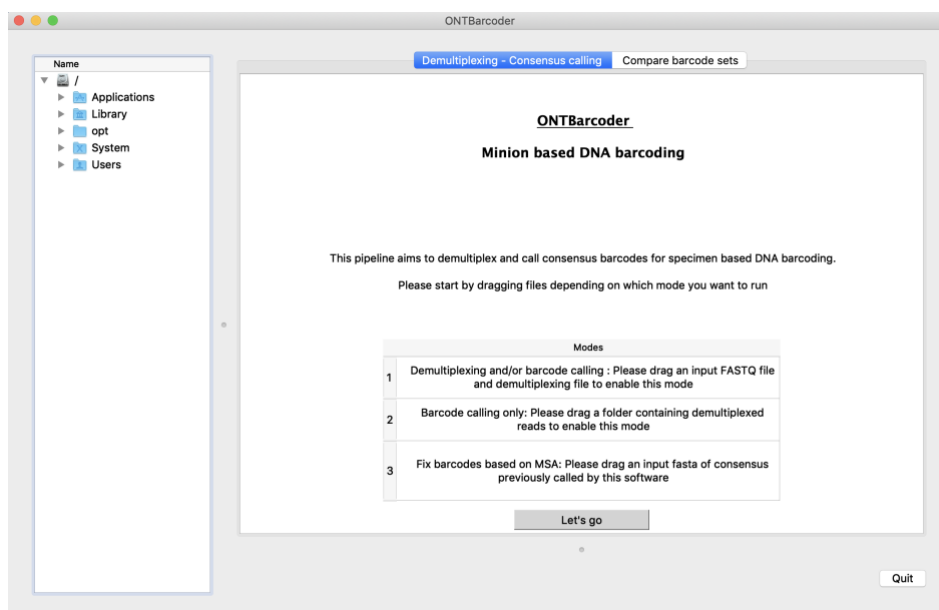 ONTBarcoder
Name
/
Applications
Library
opt
System
Users
Demultiplexing - Consensus calling
Compare barcode sets
ONTBarcoder
Minion based DNA barcoding
This pipeline aims to demultiplex and call consensus barcodes for specimen based DNA barcoding.
Please start by dragging files depending on which mode you want to run
Modes
1
Demultiplexing and/or barcode calling : Please drag an input FASTQ file
and demultiplexing file to enable this mode
2
Barcode calling only: Please drag a folder containing demultiplexed
reads to enable this mode
3
Fix barcodes based on MSA: Please drag an input fasta of consensus
previously called by this software
Let's go
Quit